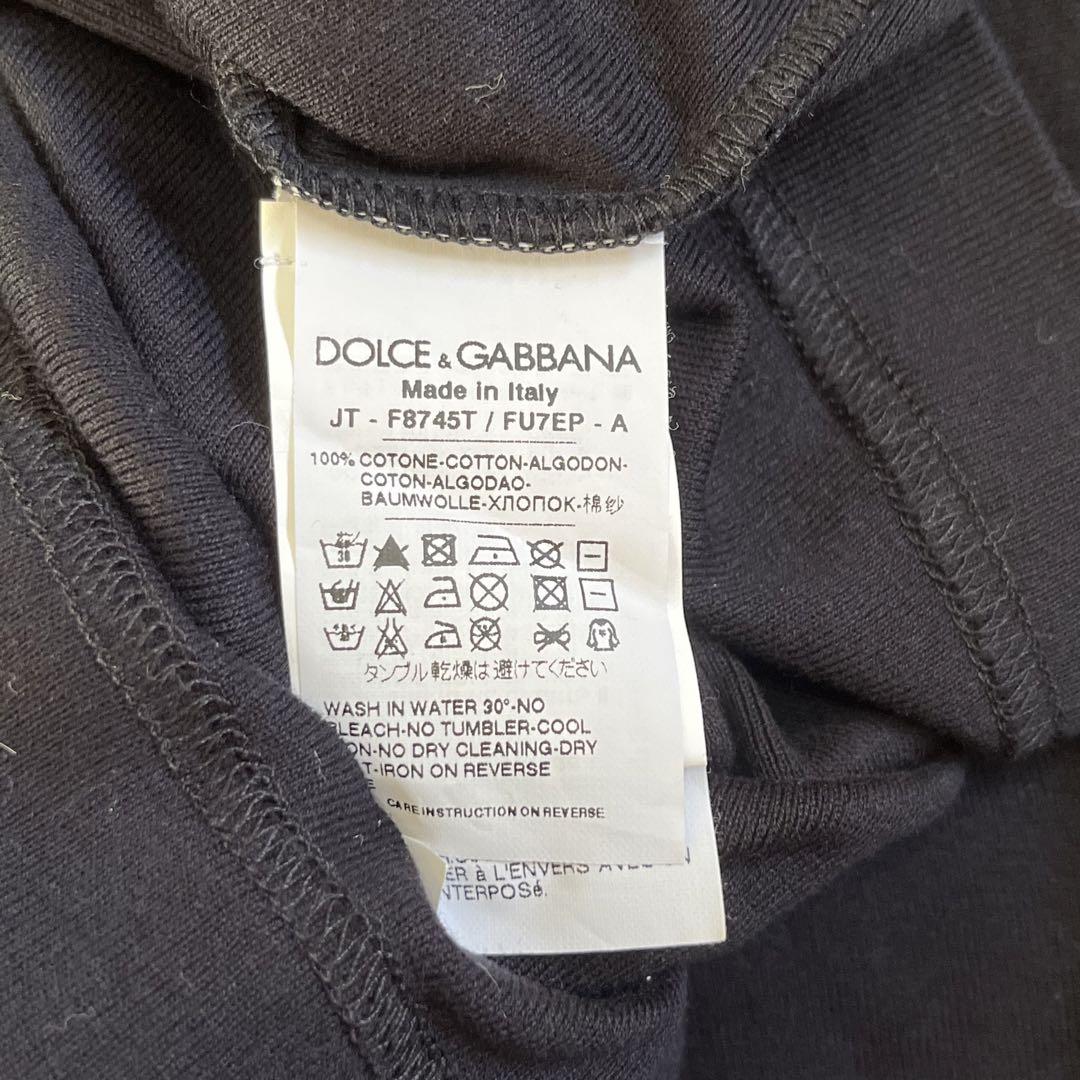 DOLCE & GABBANA
Made in Italy
JT - F8745T / FU7EP - A
100% COTONE-COTTON-ALGODON-
COTON-ALGODAO-
BAUMWOLLE-ХЛОПОК-棉纱
30
タンブル乾燥は避けてください
WASH IN WATER 30°-NO
LEACH-NO TUMBLER-COOL
ON-NO DRY CLEANING-DRY
T-IRON ON REVERSE
E
CARE INSTRUCTION ON REVERSE
ER à L'ENVERS AVEC
NTERPOSé.